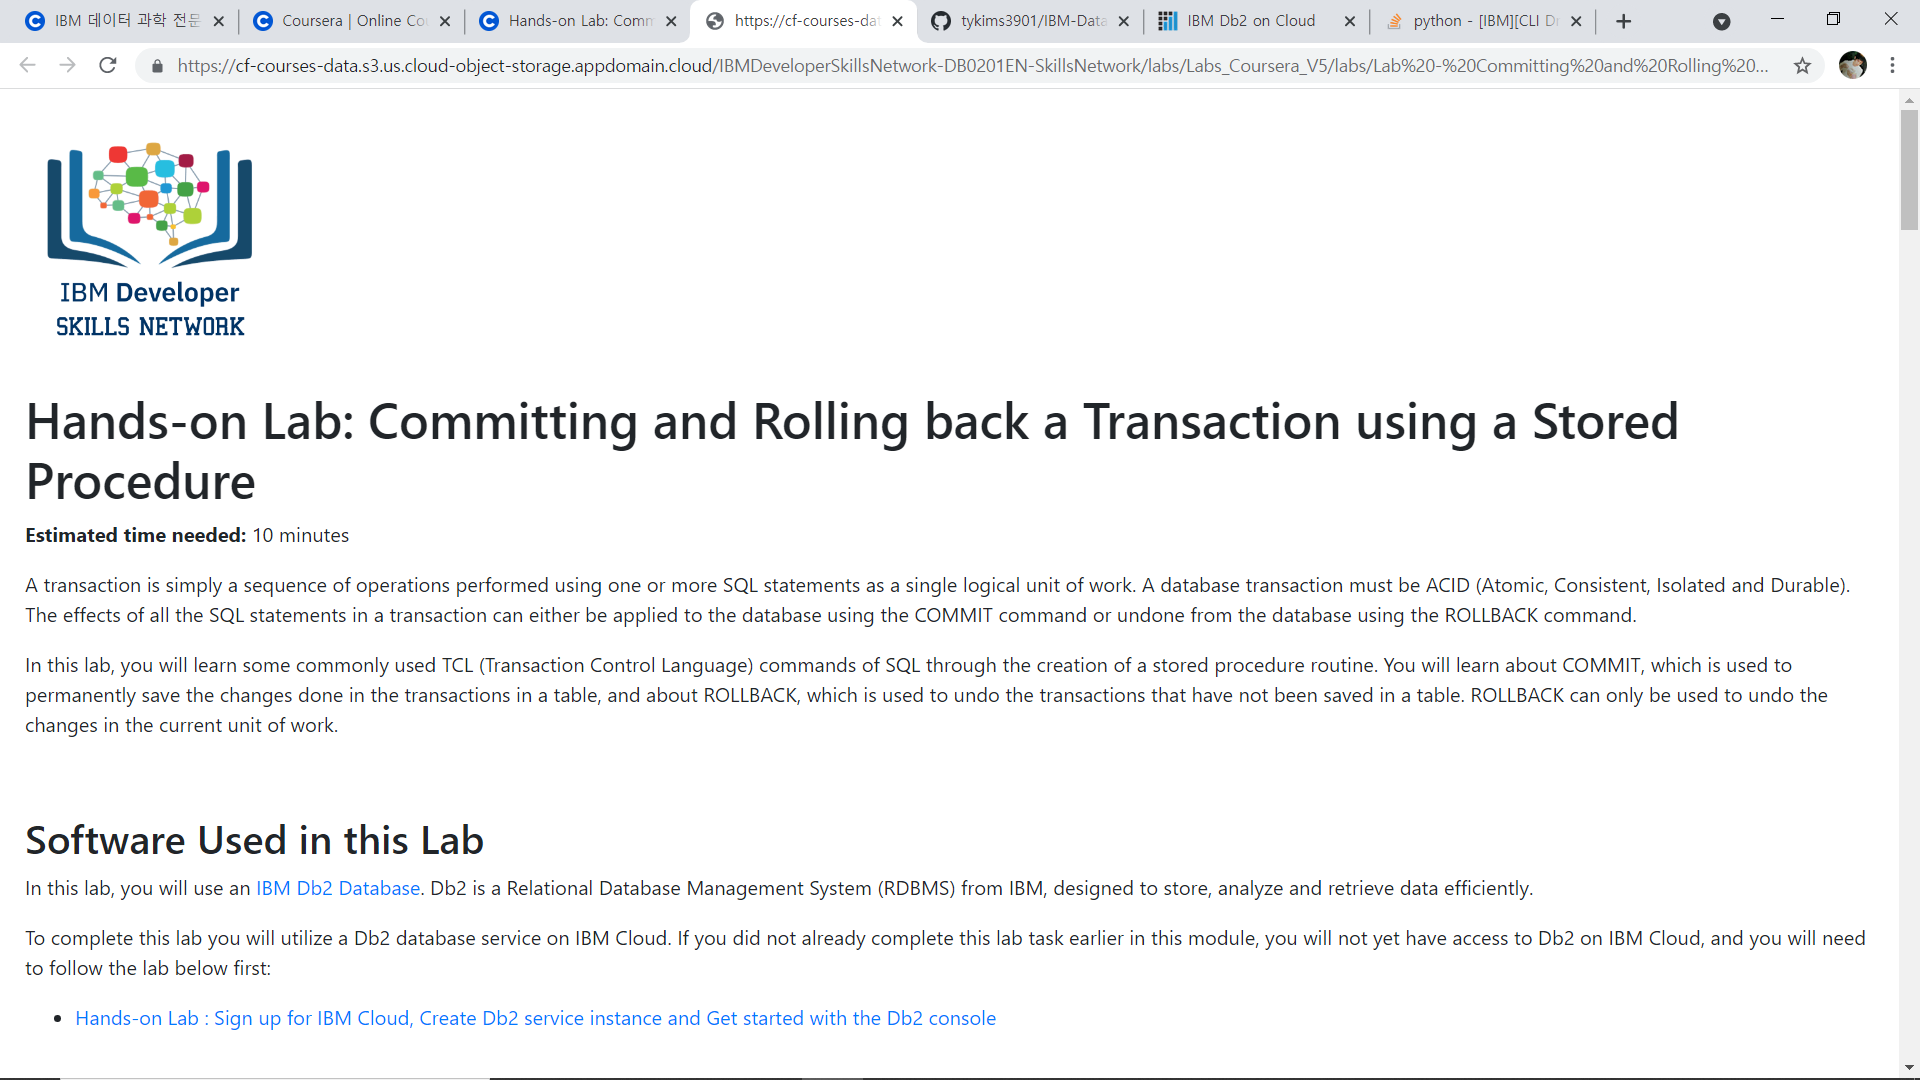 IBM 데이터 과학 전문
Coursera | Online Co
Hands-on Lab: Comm
https://cf-courses-dat
tykims3901/IBM-Data
IBM Db2 on Cloud
python - [IBM][CLI Dr
https://cf-courses-data.s3.us.cloud-object-storage.appdomain.cloud/IBMDeveloperSkillsNetwork-DB0201EN-SkillsNetwork/labs/Labs_Coursera_V5/labs/Lab%20-%20Committing%20and%20Rolling%20...
IBM Developer
SKILLS NETWORK
Hands-on Lab: Committing and Rolling back a Transaction using a Stored
Procedure
Estimated time needed: 10 minutes
A transaction is simply a sequence of operations performed using one or more SQL statements as a single logical unit of work. A database transaction must be ACID (Atomic, Consistent, Isolated and Durable).
The effects of all the SQL statements in a transaction can either be applied to the database using the COMMIT command or undone from the database using the ROLLBACK command.
In this lab, you will learn some commonly used TCL (Transaction Control Language) commands of SQL through the creation of a stored procedure routine. You will learn about COMMIT, which is used to
permanently save the changes done in the transactions in a table, and about ROLLBACK, which is used to undo the transactions that have not been saved in a table. ROLLBACK can only be used to undo the
changes in the current unit of work.
Software Used in this Lab
In this lab, you will use an IBM Db2 Database. Db2 is a Relational Database Management System (RDBMS) from IBM, designed to store, analyze and retrieve data efficiently.
To complete this lab you will utilize a Db2 database service on IBM Cloud. If you did not already complete this lab task earlier in this module, you will not yet have access to Db2 on IBM Cloud, and you will need
to follow the lab below first:
• Hands-on Lab : Sign up for IBM Cloud, Create Db2 service instance and Get started with the Db2 console